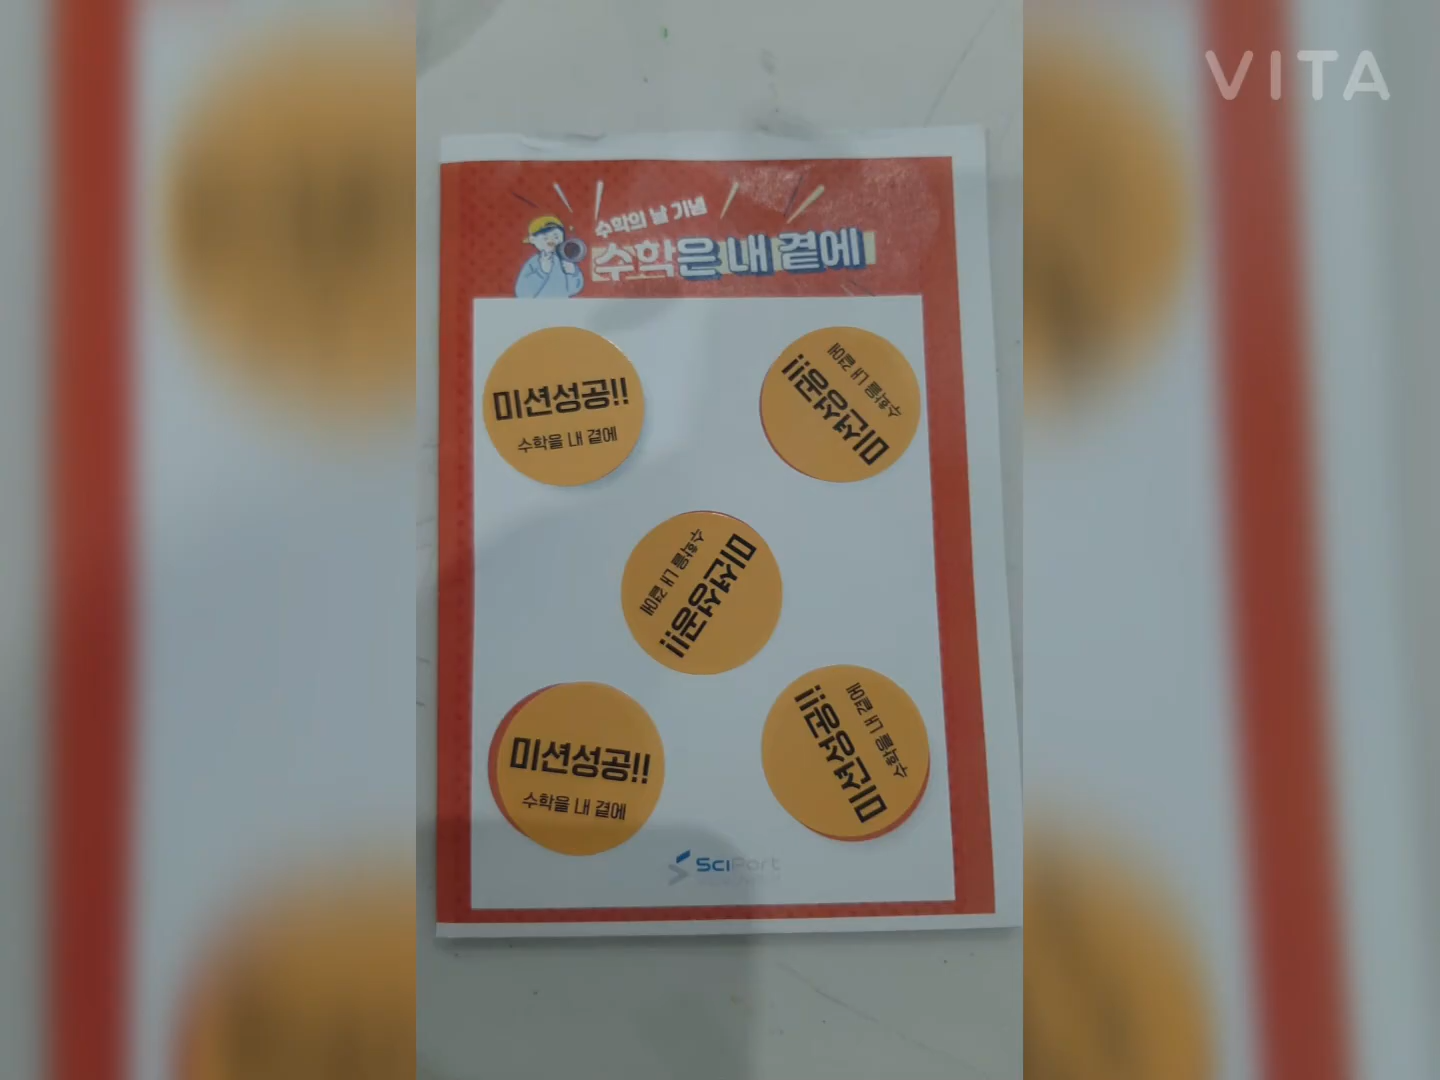 VITA
수학의 날 기념
수학은 내 곁에
미션성공!!
수학을 내 곁에
미션성공!!
수학을 내 곁에
미션성공!!
수학을 내 곁에
미션성공!!
수학을 내 곁에
미션성공!!
수학을 내 곁에
SciPort